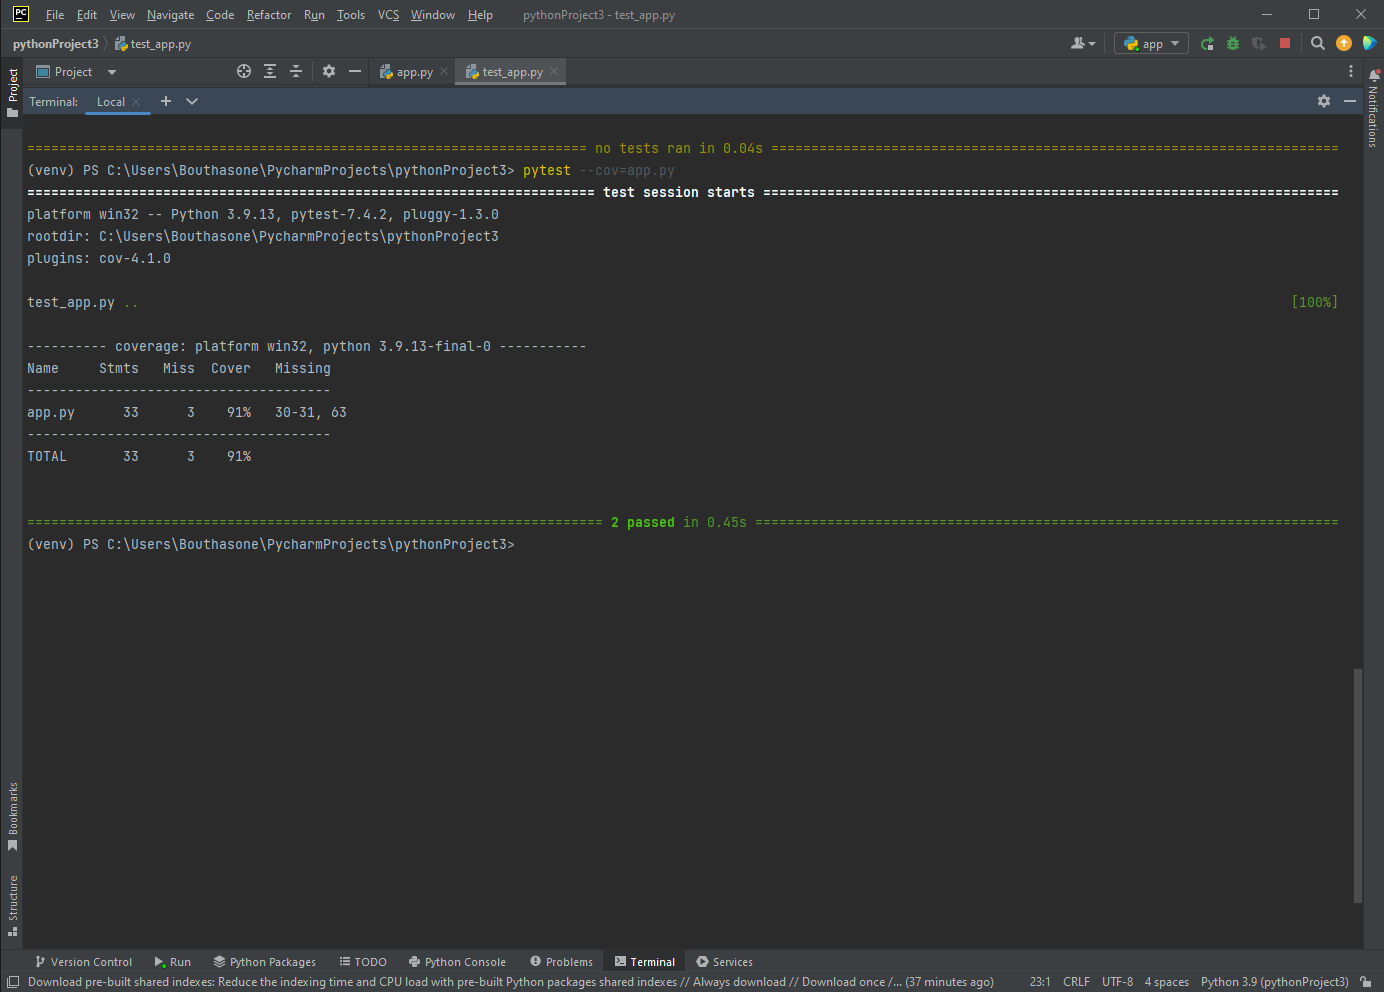 PC File Edit View Navigate Code Refactor Run Tools VCS Window Help pythonProject3 - test_app.py
pythonProject3 test_app.py app
Project Project app.py test_app.py
Terminal: Local
Notifications
====================================================================== no tests ran in 0.04s =======================================================================
(venv) PS C:\Users\Bouthasone\PycharmProjects\pythonProject3> pytest --cov=app.py
======================================================================= test session starts ========================================================================
platform win32 -- Python 3.9.13, pytest-7.4.2, pluggy-1.3.0
rootdir: C:\Users\Bouthasone\PycharmProjects\pythonProject3
plugins: cov-4.1.0
test_app.py .. [100%]
---------- coverage: platform win32, python 3.9.13-final-0 -----------
Name Stmts Miss Cover Missing
--------------------------------------
app.py 33 3 91% 30-31, 63
--------------------------------------
TOTAL 33 3 91%
======================================================================== 2 passed in 0.45s =========================================================================
(venv) PS C:\Users\Bouthasone\PycharmProjects\pythonProject3>
Bookmarks
Structure
Version Control Run Python Packages TODO Python Console Problems Terminal Services
Download pre-built shared indexes: Reduce the indexing time and CPU load with pre-built Python packages shared indexes // Always download // Download once /... (37 minutes ago) 23:1 CRLF UTF-8 4 spaces Python 3.9 (pythonProject3)